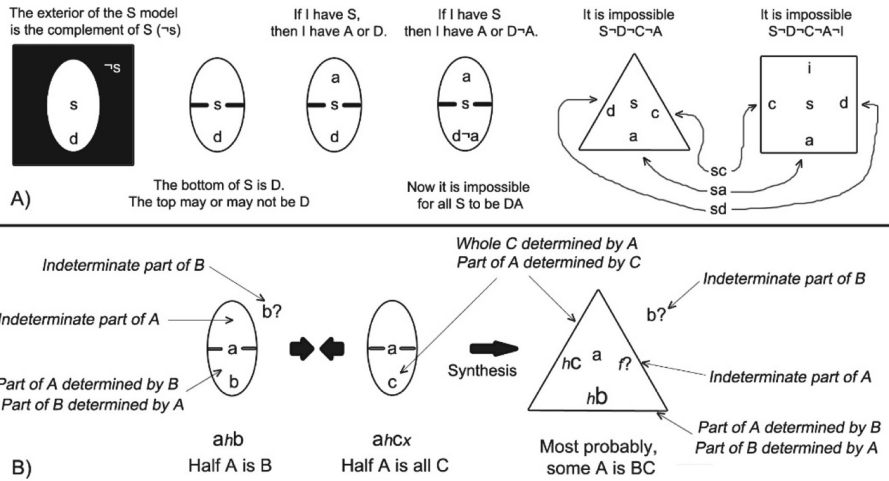 The exterior of the S model
is the complement of S (¬s)
¬s
s
d
s
d
The bottom of S is D.
The top may or may not be D
If I have S,
then I have A or D.
a
s
d
If I have S
then I have A or D¬A.
a
s
d¬a
Now it is impossible
for all S to be DA
It is impossible
S¬D¬C¬A
d s c
a
It is impossible
S¬D¬C¬A¬I
i
c s d
a
sc
sa
sd
A)
Indeterminate part of B
b?
Indeterminate part of A
a
b
Part of A determined by B
Part of B determined by A
ahb
Half A is B
Whole C determined by A
Part of A determined by C
a
c
ahcx
Half A is all C
Synthesis
Indeterminate part of B
b?
hc a f?
hb
Indeterminate part of A
Part of A determined by B
Part of B determined by A
Most probably,
some A is BC
B)